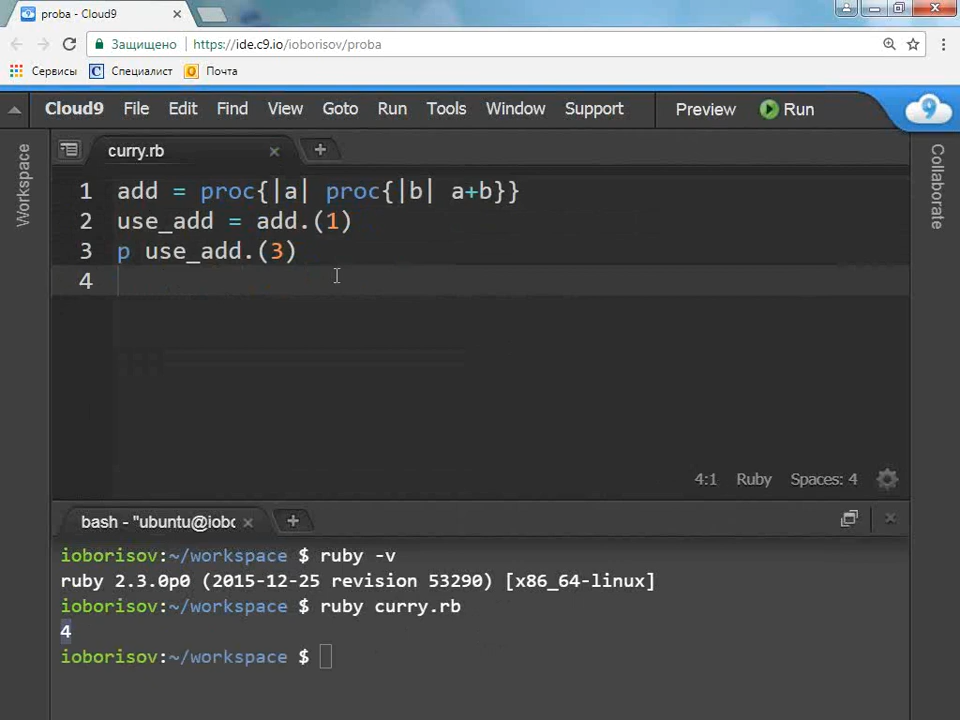 proba - Cloud9
Защищено https://ide.c9.io/ioborisov/proba
Сервисы C Специалист Почта
Cloud9 File Edit Find View Goto Run Tools Window Support Preview Run 9
Workspace
curry.rb
Collaborate
1 add = proc{|a| proc{|b| a+b}}
2 use_add = add.(1)
3 p use_add.(3)
4
4:1 Ruby Spaces: 4
bash - "ubuntu@iobo
ioborisov:~/workspace $ ruby -v
ruby 2.3.0p0 (2015-12-25 revision 53290) [x86_64-linux]
ioborisov:~/workspace $ ruby curry.rb
4
ioborisov:~/workspace $